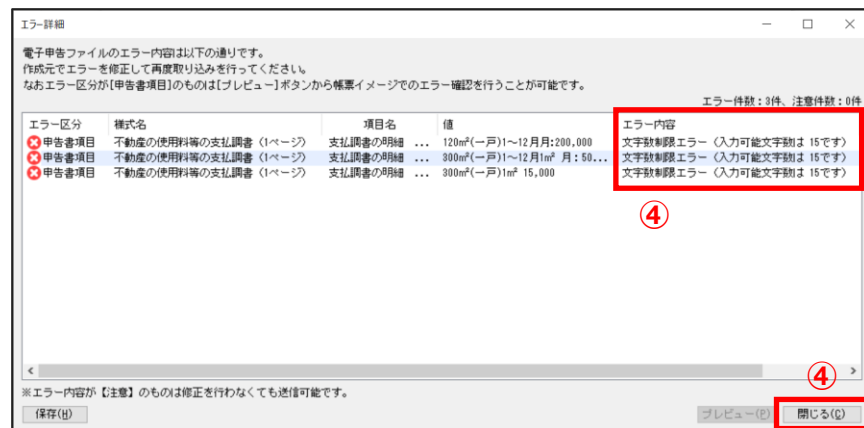 エラー詳細
電子申告ファイルのエラー内容は以下の通りです。
作成元でエラーを修正して再度取り込みを行ってください。
なおエラー区分が[申告書項目]のものは[プレビュー]ボタンから帳票イメージでのエラー確認を行うことが可能です。
エラー件数：3件、注意件数：0件
エラー区分 様式名 項目名 値 エラー内容
申告書項目 不動産の使用料等の支払調書（1ページ） 支払調書の明細 ... 120m²(一戸)1～12月月:200,000 文字数制限エラー（入力可能文字数は 15です）
申告書項目 不動産の使用料等の支払調書（1ページ） 支払調書の明細 ... 300m²(一戸)1～12月1m² 月：50... 文字数制限エラー（入力可能文字数は 15です）
申告書項目 不動産の使用料等の支払調書（1ページ） 支払調書の明細 ... 300m²(一戸)1m² 15,000 文字数制限エラー（入力可能文字数は 15です）
④
④
※エラー内容が【注意】のものは修正を行わなくても送信可能です。
保存(H) プレビュー(P) 閉じる(C)